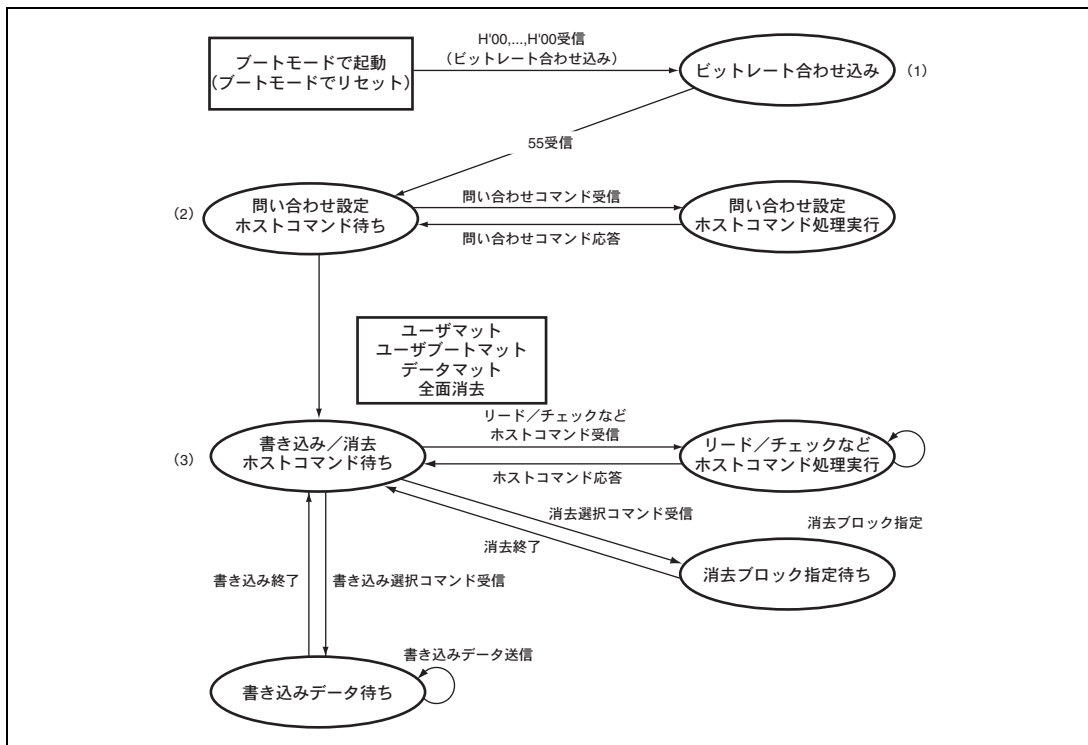 H'00,...,H'00受信
(ビットレート合わせ込み)
ブートモードで起動
(ブートモードでリセット)
ビットレート合わせ込み
(1)
55受信
(2)
問い合わせ設定
ホストコマンド待ち
問い合わせコマンド受信
問い合わせコマンド応答
問い合わせ設定
ホストコマンド処理実行
ユーザマット
ユーザブートマット
データマット
全面消去
(3)
書き込み/消去
ホストコマンド待ち
リード/チェックなど
ホストコマンド受信
ホストコマンド応答
リード/チェックなど
ホストコマンド処理実行
消去選択コマンド受信
消去終了
消去ブロック指定
消去ブロック指定待ち
書き込み終了
書き込み選択コマンド受信
書き込みデータ送信
書き込みデータ待ち